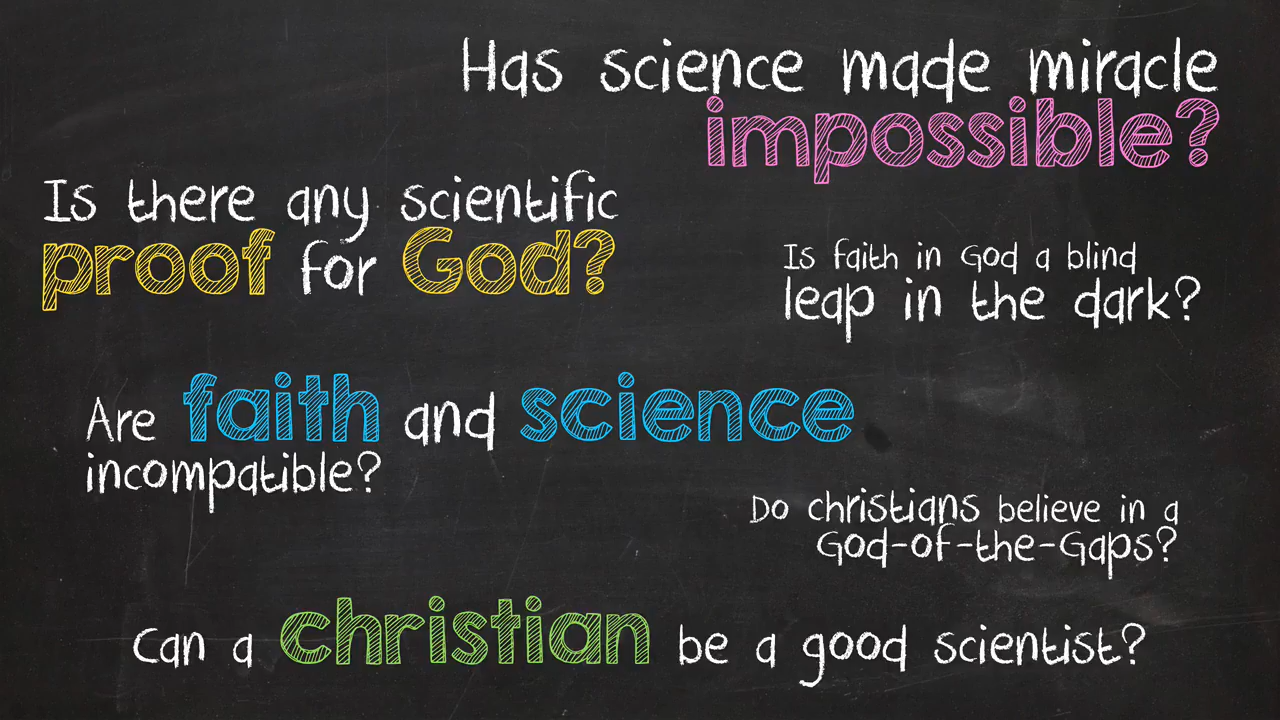 Has science made miracle
impossible?
Is there any scientific
proof for God?
Is faith in God a blind
leap in the dark?
Are faith and science
incompatible?
Do christians believe in a
God-of-the-Gaps?
Can a christian be a good scientist?